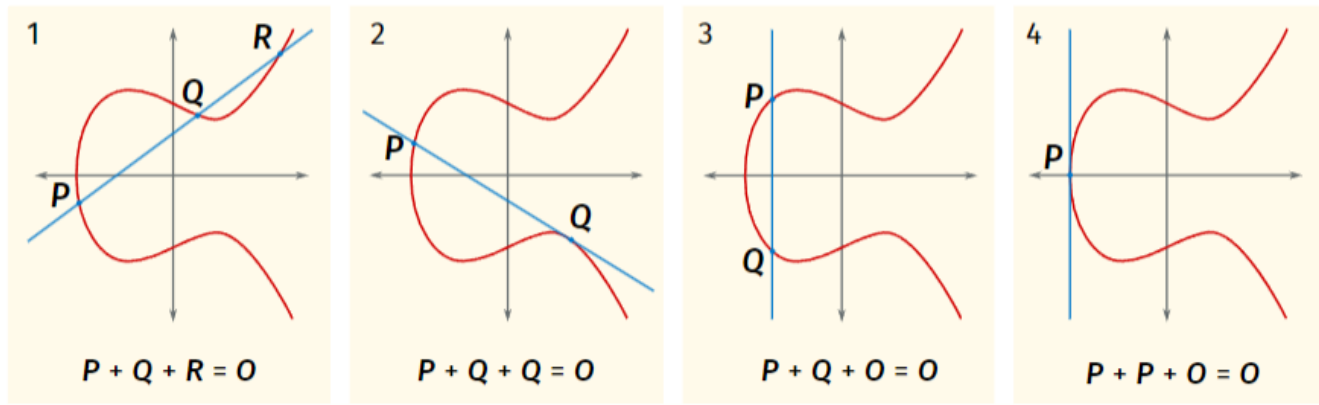 1
R
Q
P
P + Q + R = O
2
P
Q
P + Q + Q = O
3
P
Q
P + Q + O = O
4
P
P + P + O = O